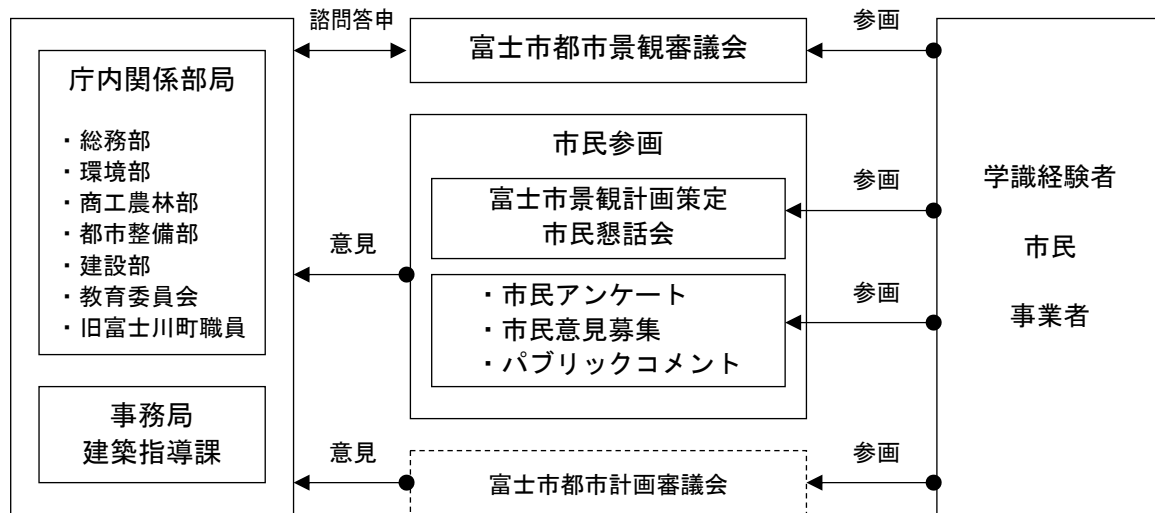 諮問答申
富士市都市景観審議会
参画
庁内関係部局
・総務部
・環境部
・商工農林部
・都市整備部
・建設部
・教育委員会
・旧富士川町職員
事務局
建築指導課
意見
市民参画
富士市景観計画策定
市民懇話会
・市民アンケート
・市民意見募集
・パブリックコメント
参画
参画
意見
富士市都市計画審議会
参画
学識経験者
市民
事業者